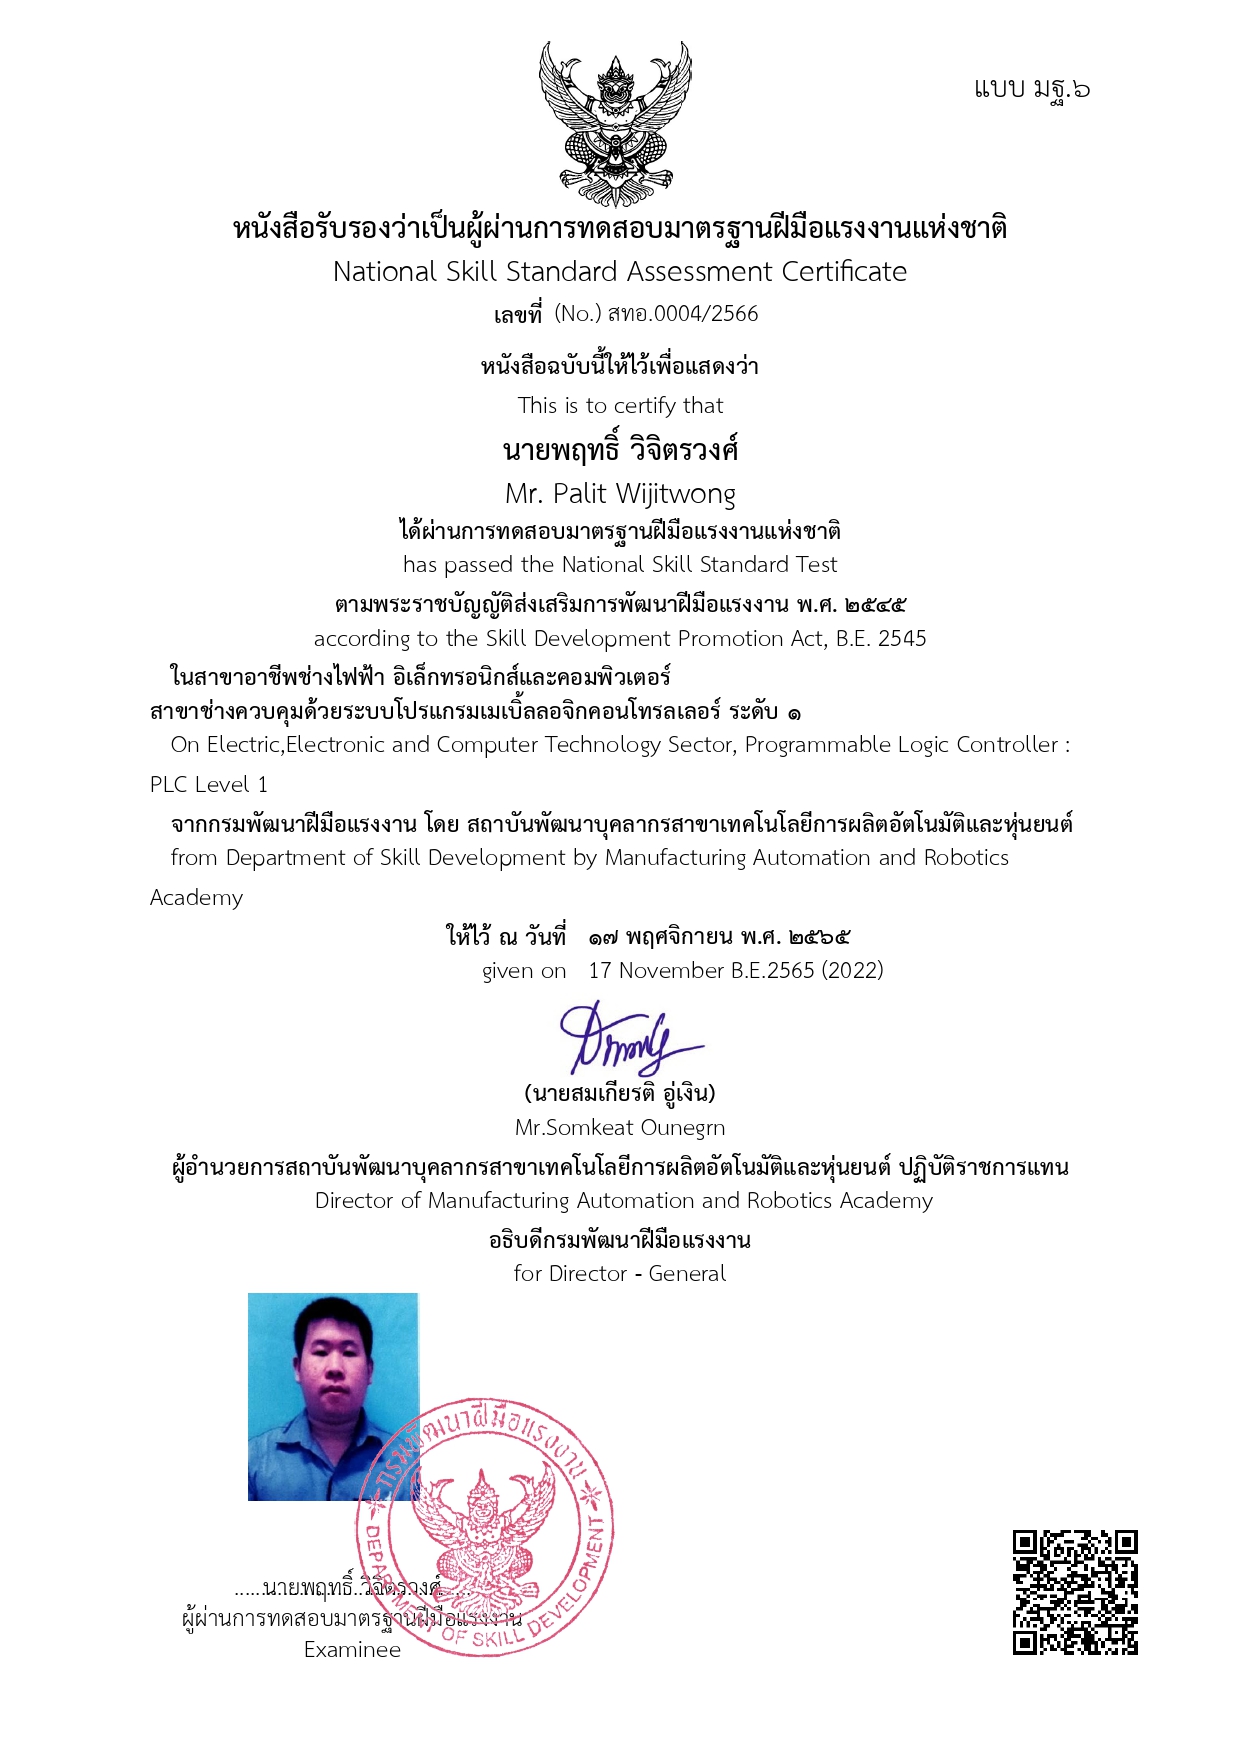 แบบ มฐ.๖
หนังสือรับรองว่าเป็นผู้ผ่านการทดสอบมาตรฐานฝีมือแรงงานแห่งชาติ
National Skill Standard Assessment Certificate
เลขที่ (No.) สทอ.0004/2566
หนังสือฉบับนี้ให้ไว้เพื่อแสดงว่า
This is to certify that
นายพฤทธิ์ วิจิตรวงศ์
Mr. Palit Wijitwong
ได้ผ่านการทดสอบมาตรฐานฝีมือแรงงานแห่งชาติ
has passed the National Skill Standard Test
ตามพระราชบัญญัติส่งเสริมการพัฒนาฝีมือแรงงาน พ.ศ. ๒๕๔๕
according to the Skill Development Promotion Act, B.E. 2545
ในสาขาอาชีพช่างไฟฟ้า อิเล็กทรอนิกส์และคอมพิวเตอร์
สาขาช่างควบคุมด้วยระบบโปรแกรมเมเบิ้ลลอจิกคอนโทรลเลอร์ ระดับ ๑
On Electric,Electronic and Computer Technology Sector, Programmable Logic Controller :
PLC Level 1
จากกรมพัฒนาฝีมือแรงงาน โดย สถาบันพัฒนาบุคลากรสาขาเทคโนโลยีการผลิตอัตโนมัติและหุ่นยนต์
from Department of Skill Development by Manufacturing Automation and Robotics
Academy
ให้ไว้ ณ วันที่ ๑๗ พฤศจิกายน พ.ศ. ๒๕๖๕
given on 17 November B.E.2565 (2022)
(นายสมเกียรติ อู่เงิน)
Mr.Somkeat Ounegrn
ผู้อำนวยการสถาบันพัฒนาบุคลากรสาขาเทคโนโลยีการผลิตอัตโนมัติและหุ่นยนต์ ปฏิบัติราชการแทน
Director of Manufacturing Automation and Robotics Academy
อธิบดีกรมพัฒนาฝีมือแรงงาน
for Director - General
กรมพัฒนาฝีมือแรงงาน
DEPARTMENT OF SKILL DEVELOPMENT
.....นายพฤทธิ์..วิจิตรวงศ์.....
ผู้ผ่านการทดสอบมาตรฐานฝีมือแรงงาน
Examinee